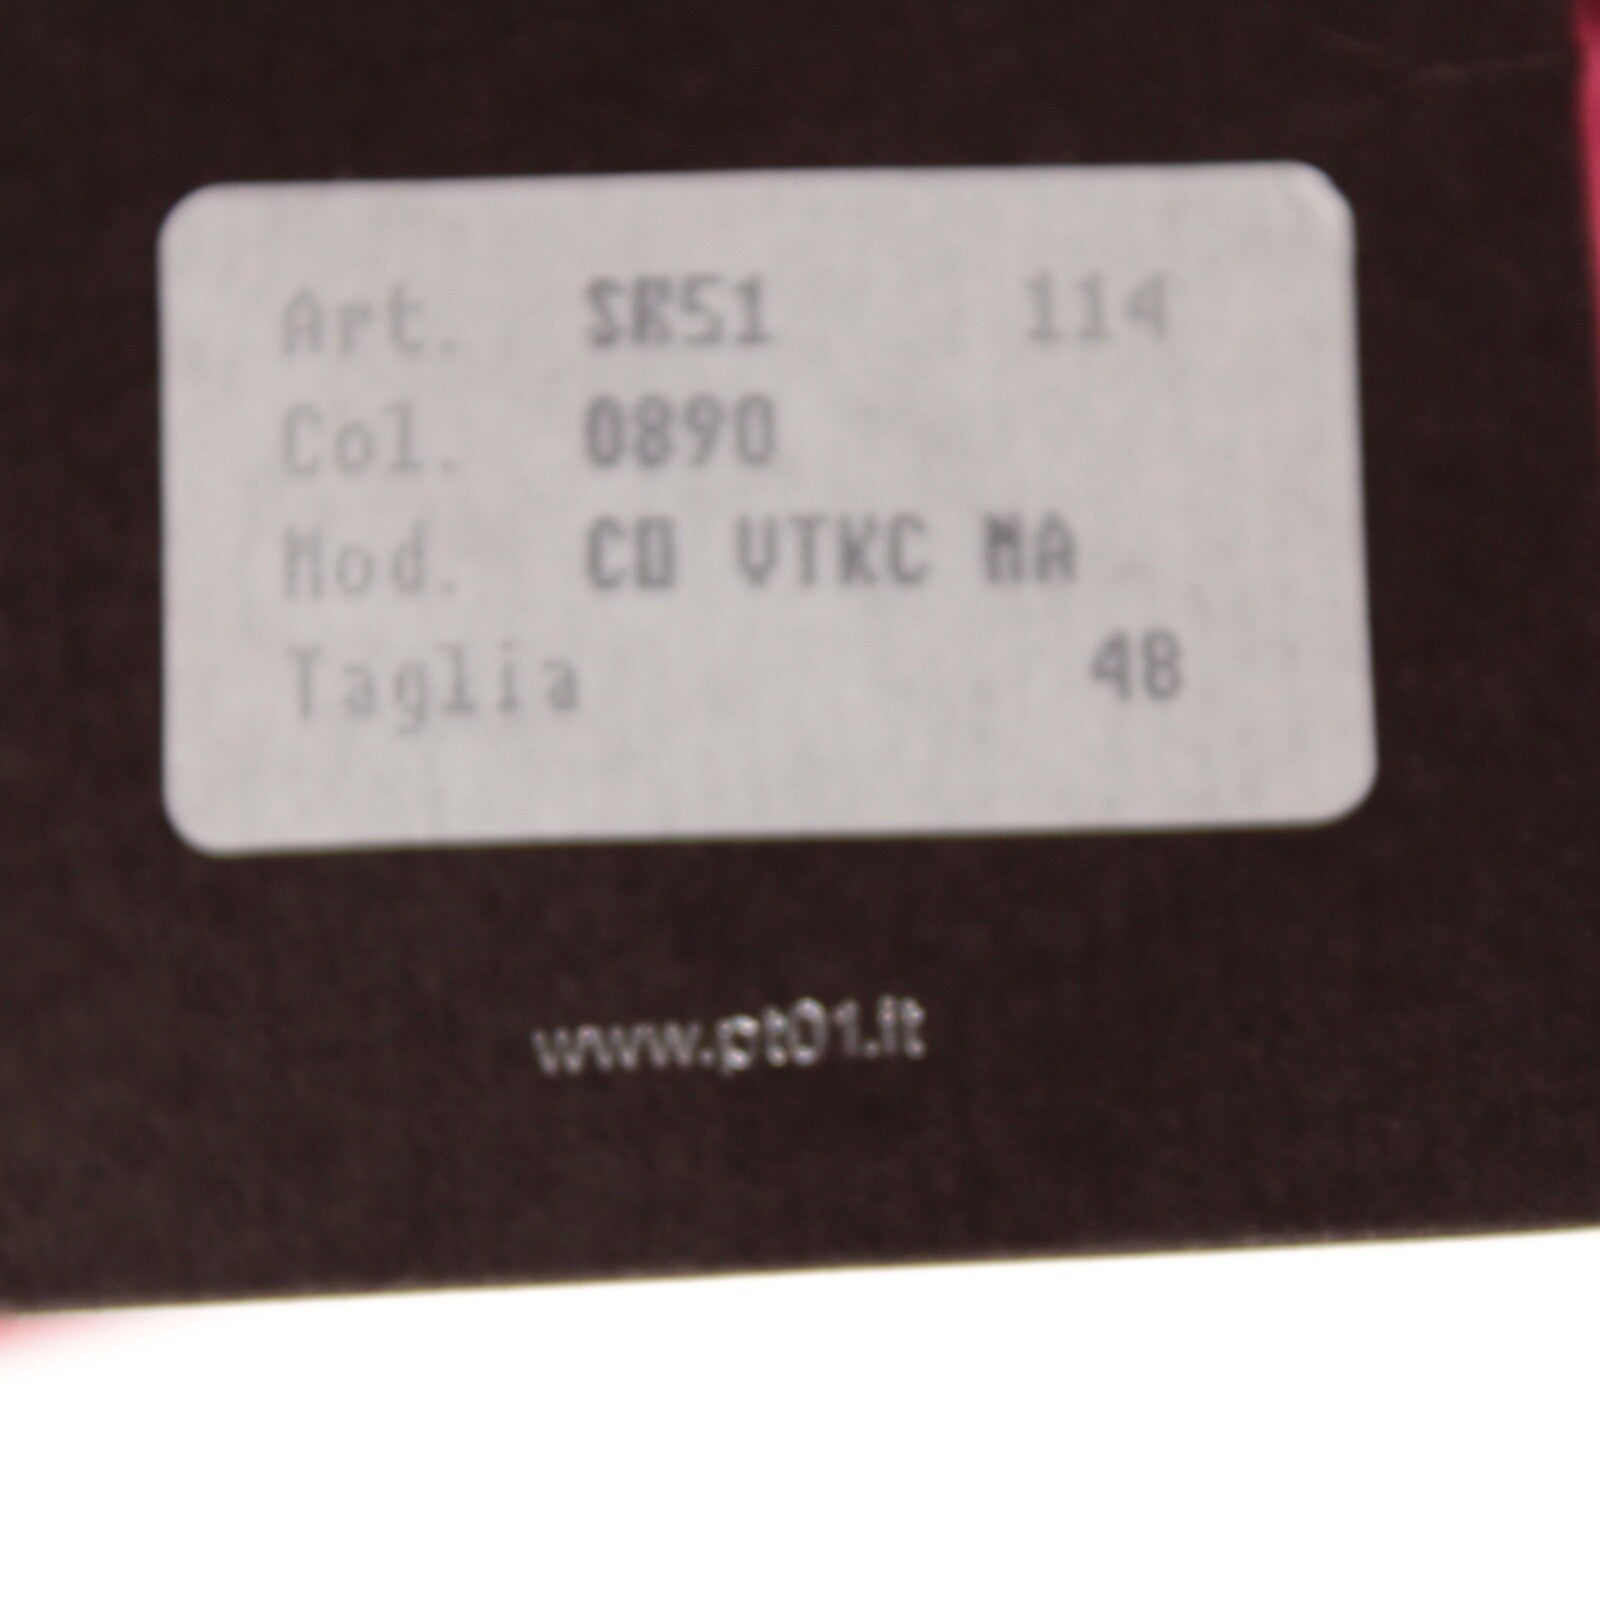 Art. SR51 114
Col. 0890
Mod. CO VTKC MA
Taglia 48
www.pt01.it